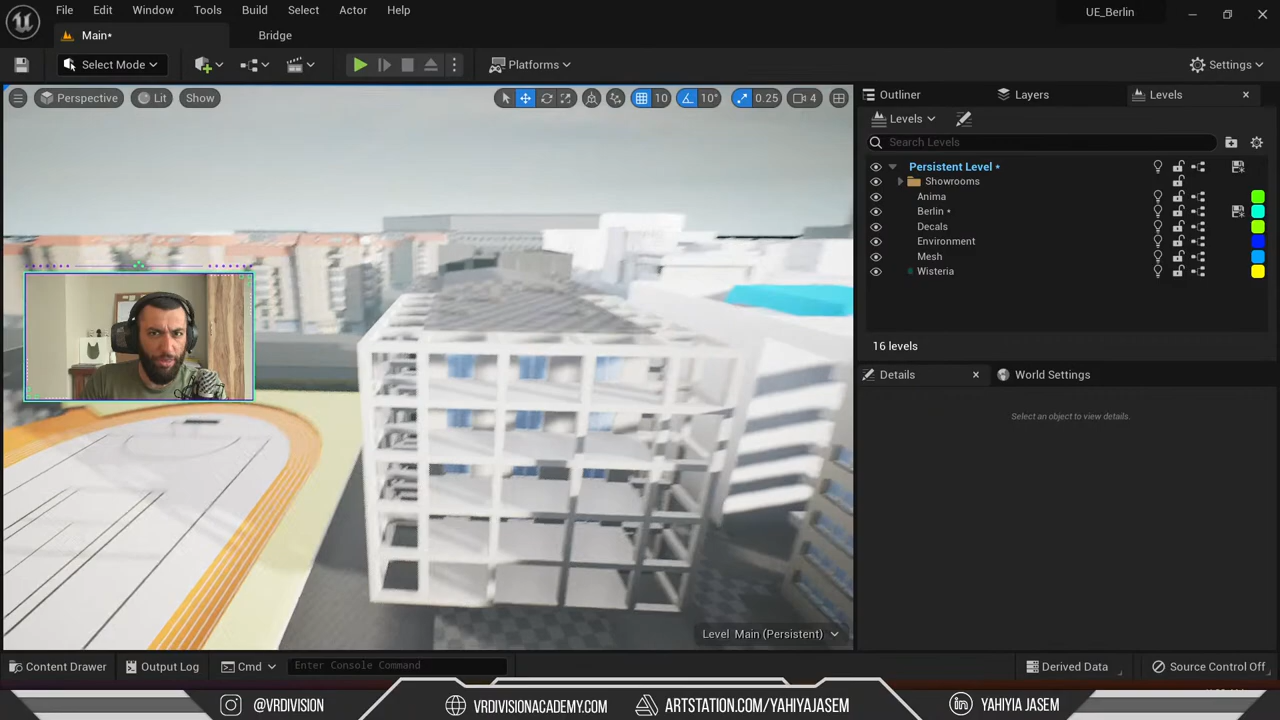 File Edit Window Tools Build Select Actor Help
UE_Berlin
Main*
Bridge
Select Mode
Platforms
Settings
Perspective Lit Show
10 10° 0.25 4
Outliner Layers Levels
Levels
Search Levels
Persistent Level *
Showrooms
Anima
Berlin *
Decals
Environment
Mesh
Wisteria
16 levels
Details World Settings
Select an object to view details.
Level Main (Persistent)
Content Drawer Output Log Cmd Enter Console Command
Derived Data Source Control Off
@VRDIVISION VRDIVISIONACADEMY.COM ARTSTATION.COM/YAHIYAJASEM YAHIYIA JASEM